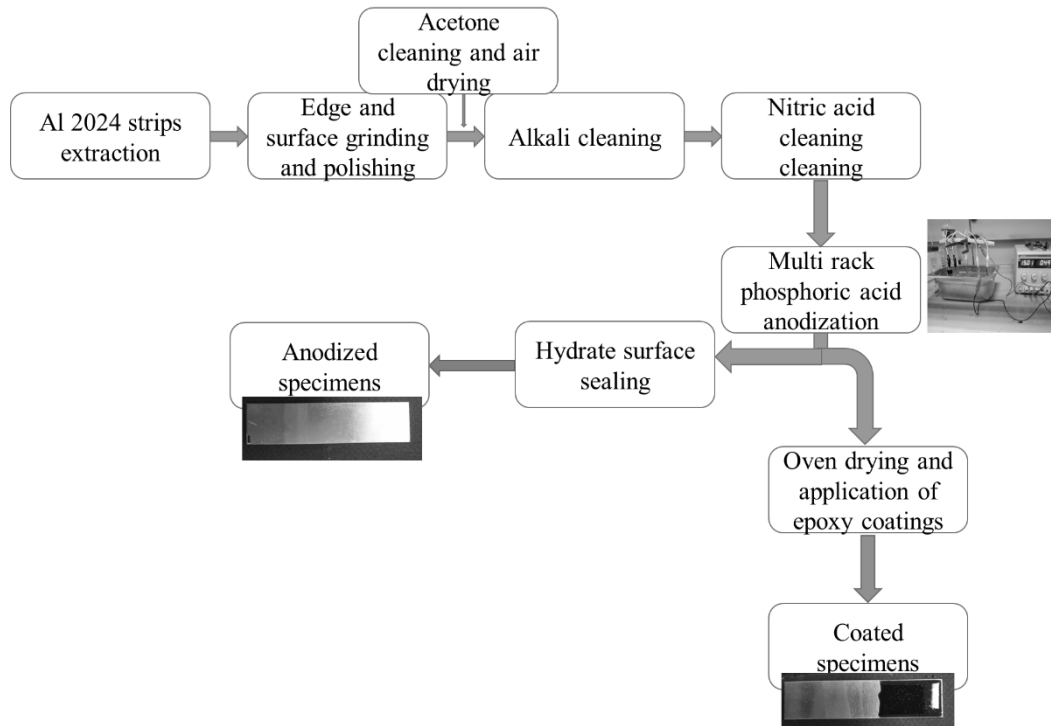 Acetone
cleaning and air
drying
Al 2024 strips
extraction
Edge and
surface grinding
and polishing
Alkali cleaning
Nitric acid
cleaning
cleaning
Multi rack
phosphoric acid
anodization
Hydrate surface
sealing
Anodized
specimens
Oven drying and
application of
epoxy coatings
Coated
specimens